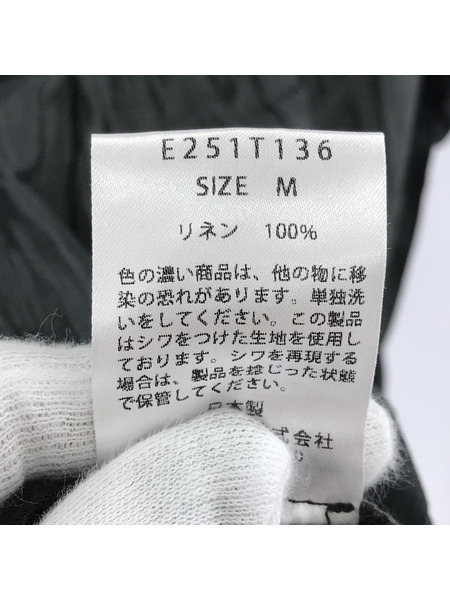 E251T136
SIZE M
リネン 100%
色の濃い商品は、他の物に移
染の恐れがあります。単独洗
いをしてください。この製品
はシワをつけた生地を使用し
ております。シワを再現する
場合は、製品を捻じった状態
で保管してください。
日本製
式会社